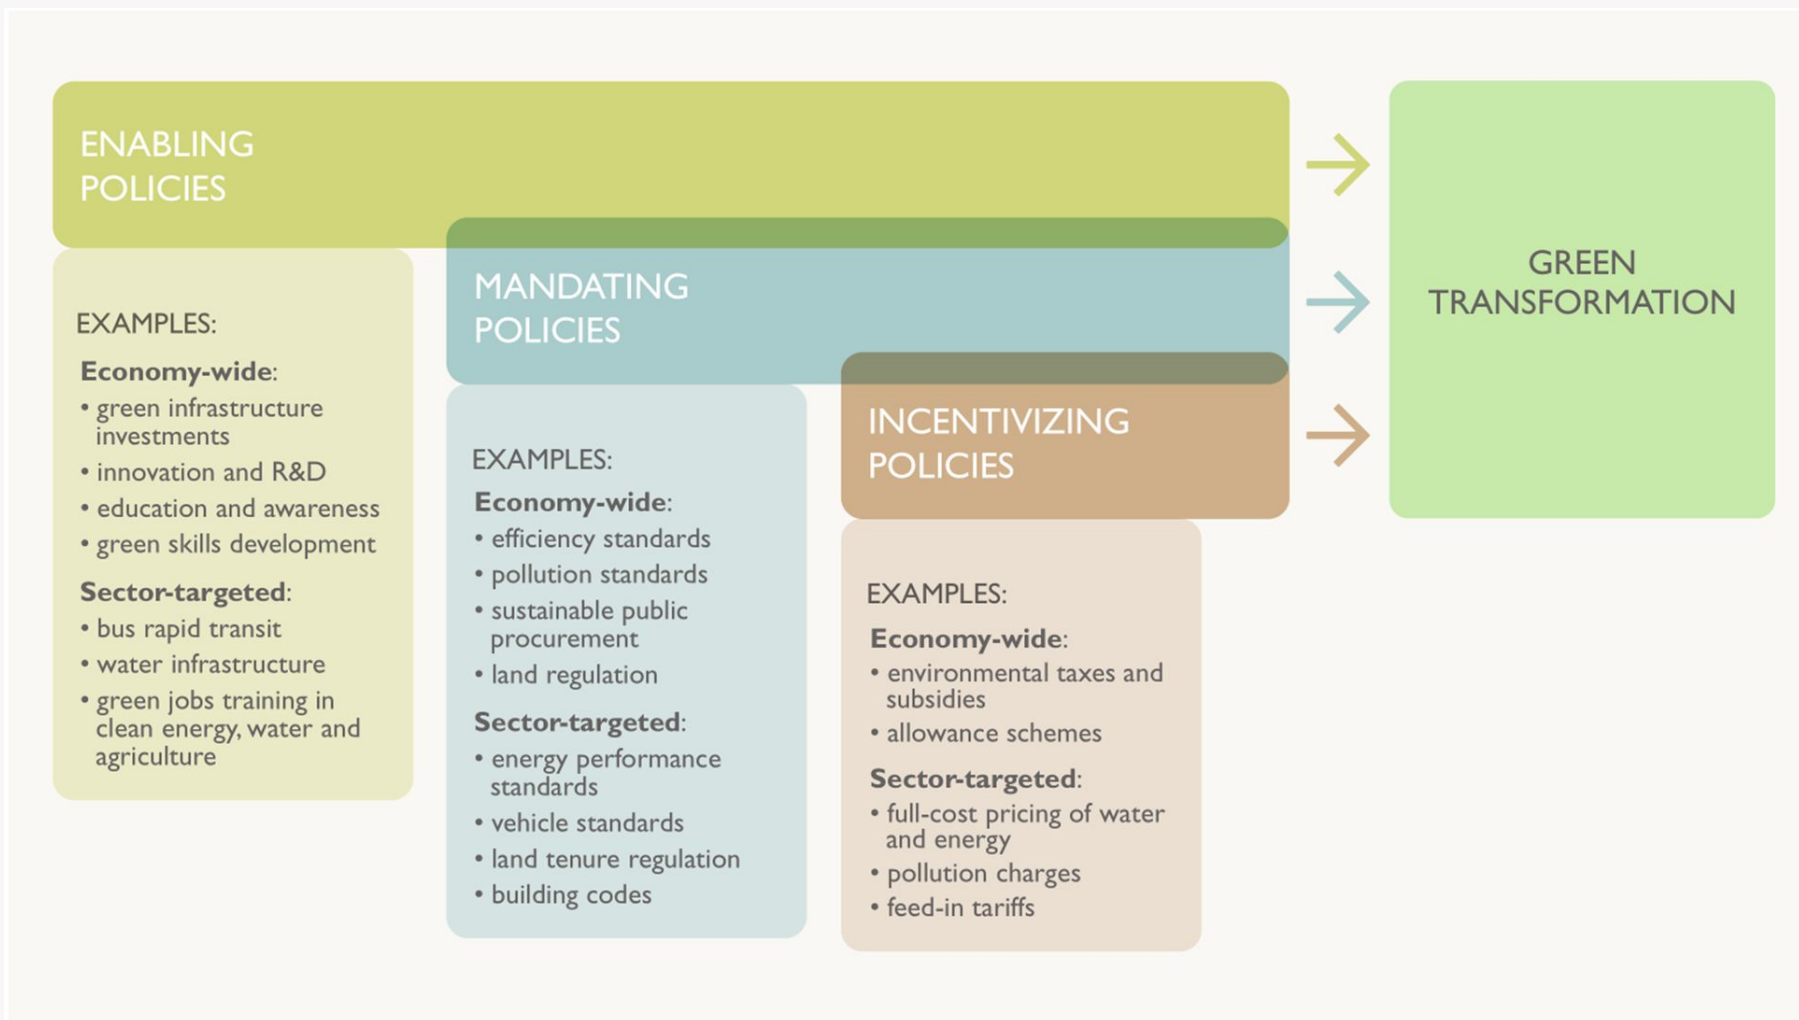 ENABLING
POLICIES
EXAMPLES:
Economy-wide:
• green infrastructure
investments
• innovation and R&D
• education and awareness
• green skills development
Sector-targeted:
• bus rapid transit
• water infrastructure
• green jobs training in
clean energy, water and
agriculture
MANDATING
POLICIES
EXAMPLES:
Economy-wide:
• efficiency standards
• pollution standards
• sustainable public
procurement
• land regulation
Sector-targeted:
• energy performance
standards
• vehicle standards
• land tenure regulation
• building codes
INCENTIVIZING
POLICIES
EXAMPLES:
Economy-wide:
• environmental taxes and
subsidies
• allowance schemes
Sector-targeted:
• full-cost pricing of water
and energy
• pollution charges
• feed-in tariffs
GREEN
TRANSFORMATION